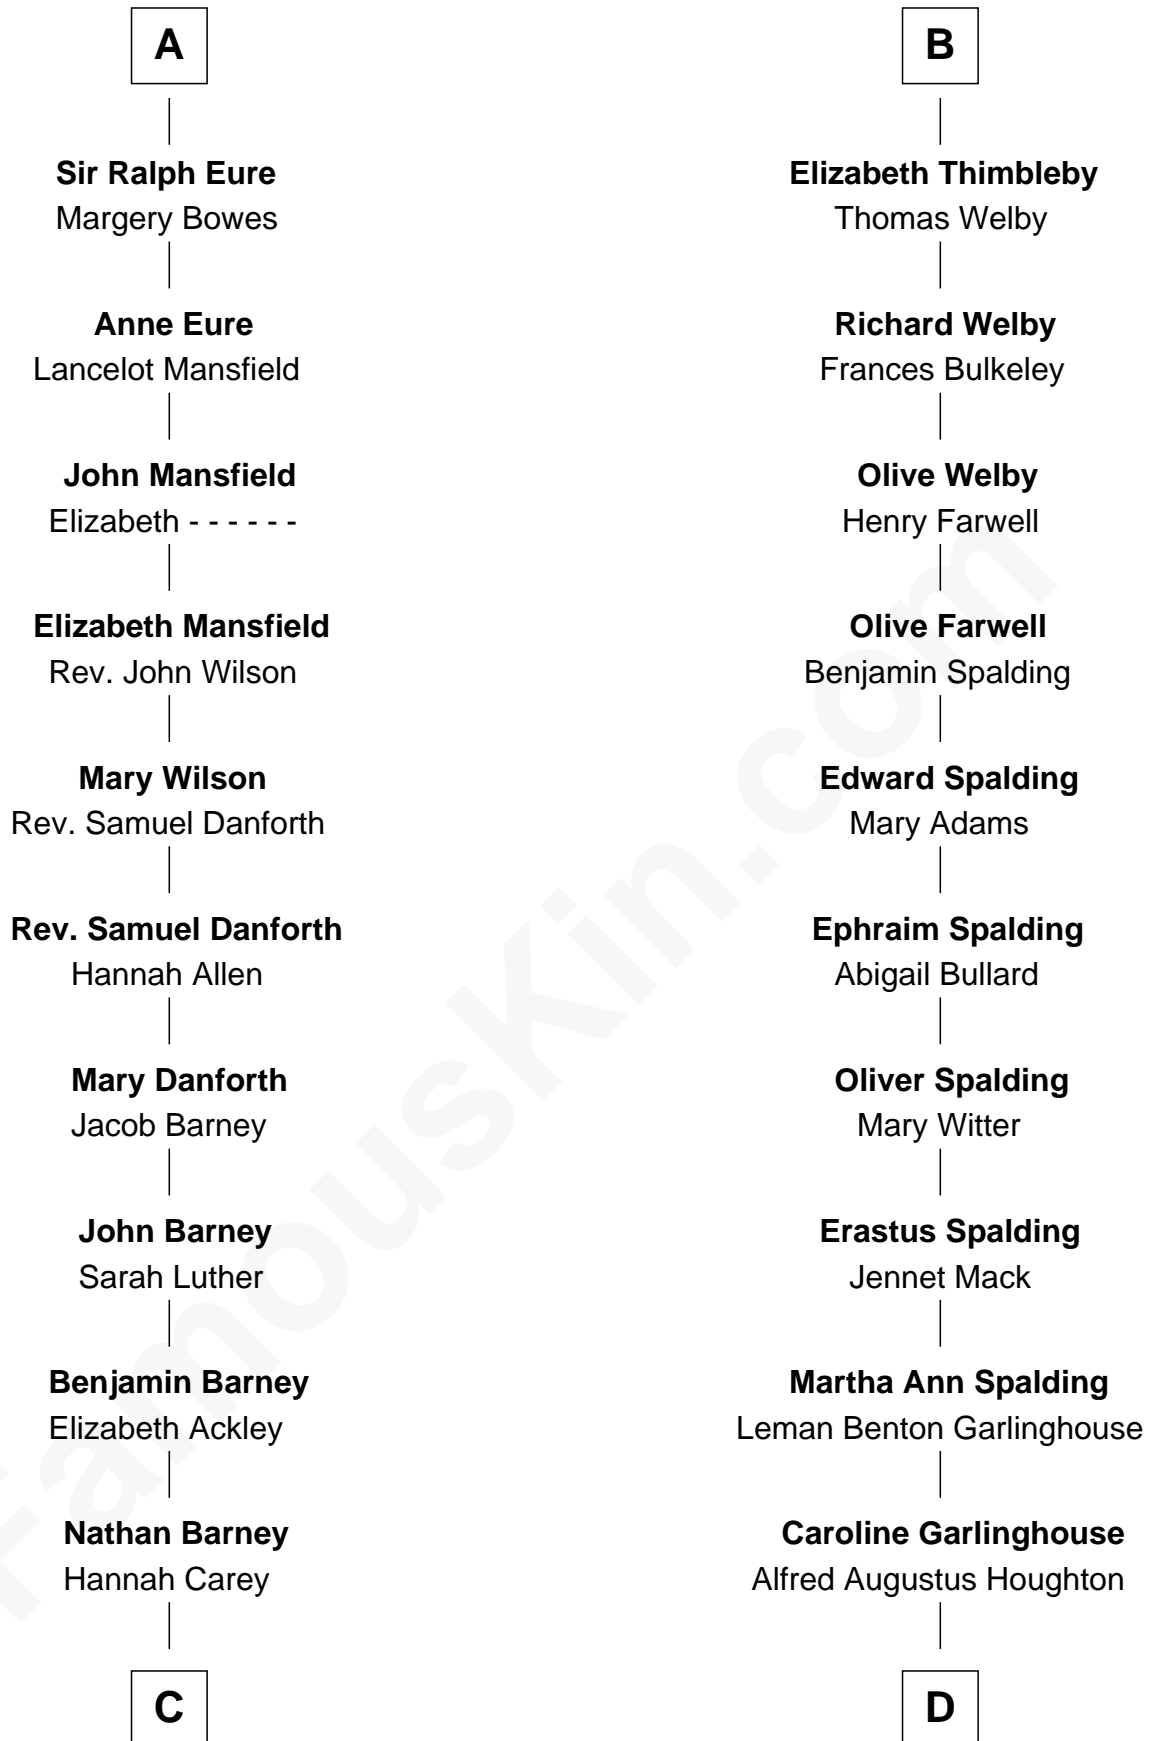 A
Sir Ralph Eure
Margery Bowes
Anne Eure
Lancelot Mansfield
John Mansfield
Elizabeth - - - - - -
Elizabeth Mansfield
Rev. John Wilson
Mary Wilson
Rev. Samuel Danforth
Rev. Samuel Danforth
Hannah Allen
Mary Danforth
Jacob Barney
John Barney
Sarah Luther
Benjamin Barney
Elizabeth Ackley
Nathan Barney
Hannah Carey
C
B
Elizabeth Thimbleby
Thomas Welby
Richard Welby
Frances Bulkeley
Olive Welby
Henry Farwell
Olive Farwell
Benjamin Spalding
Edward Spalding
Mary Adams
Ephraim Spalding
Abigail Bullard
Oliver Spalding
Mary Witter
Erastus Spalding
Jennet Mack
Martha Ann Spalding
Leman Benton Garlinghouse
Caroline Garlinghouse
Alfred Augustus Houghton
D
FamousKin.com